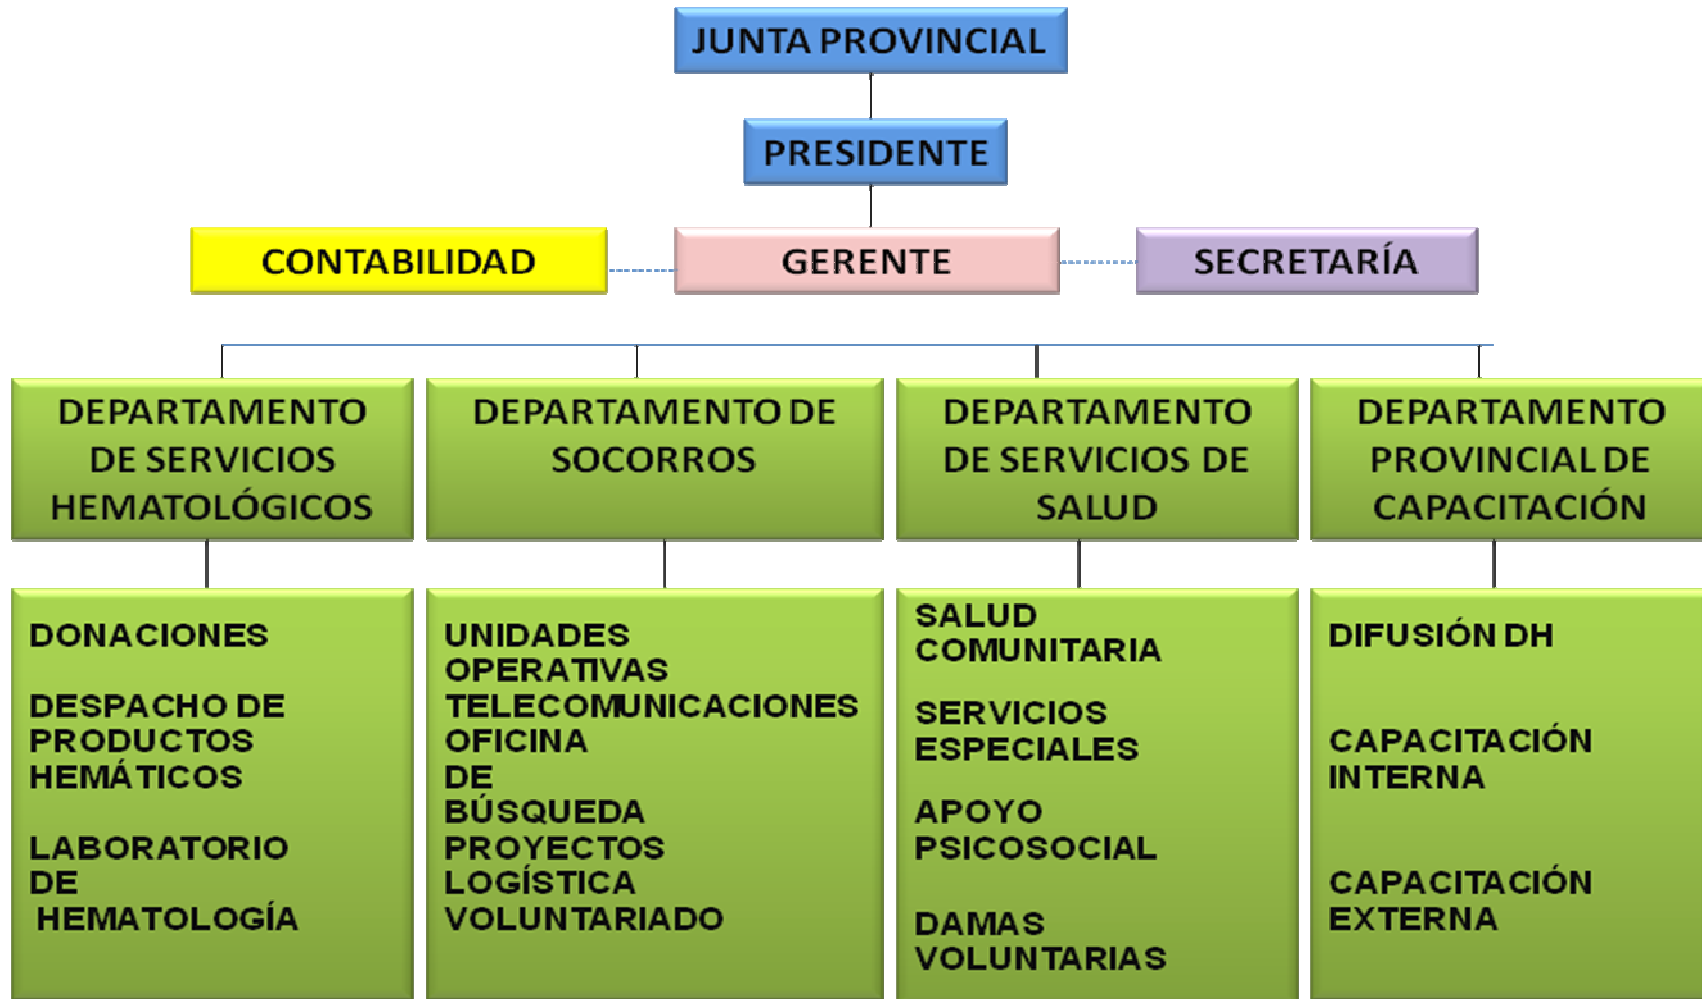 JUNTA PROVINCIAL
PRESIDENTE
CONTABILIDAD
GERENTE
SECRETARÍA
DEPARTAMENTO
DE SERVICIOS
HEMATOLÓGICOS
DEPARTAMENTO DE
SOCORROS
DEPARTAMENTO
DE SERVICIOS DE
SALUD
DEPARTAMENTO
PROVINCIAL DE
CAPACITACIÓN
DONACIONES
DESPACHO DE
PRODUCTOS
HEMÁTICOS
LABORATORIO
DE
HEMATOLOGÍA
UNIDADES
OPERATIVAS
TELECOMUNICACIONES
OFICINA
DE
BÚSQUEDA
PROYECTOS
LOGÍSTICA
VOLUNTARIADO
SALUD
COMUNITARIA
SERVICIOS
ESPECIALES
APOYO
PSICOSOCIAL
DAMAS
VOLUNTARIAS
DIFUSIÓN DH
CAPACITACIÓN
INTERNA
CAPACITACIÓN
EXTERNA